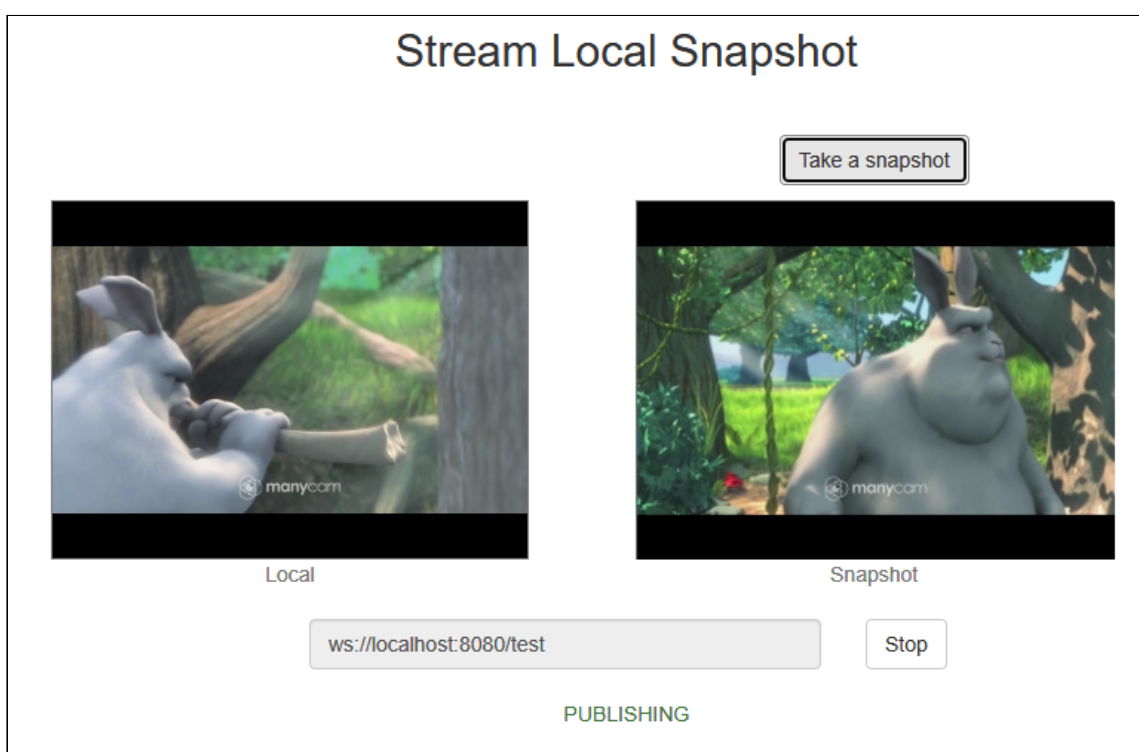 Stream Local Snapshot
Take a snapshot
manycam
manycam
Local
Snapshot
ws://localhost:8080/test
Stop
PUBLISHING